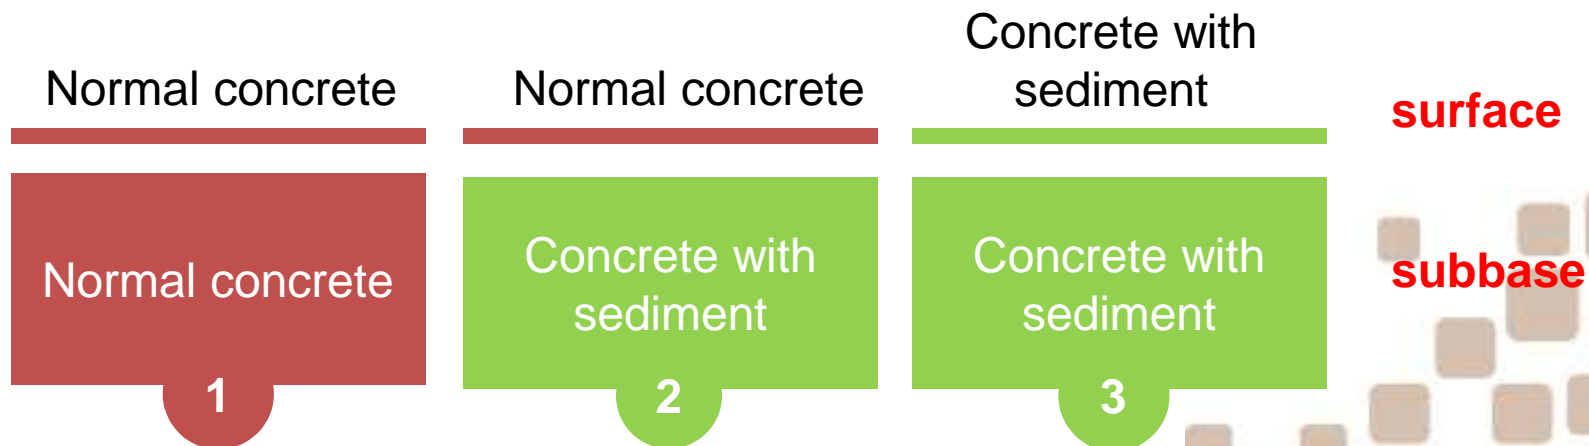 Normal concrete
Normal concrete
Concrete with
sediment
surface
Normal concrete
Concrete with
sediment
Concrete with
sediment
subbase
1
2
3